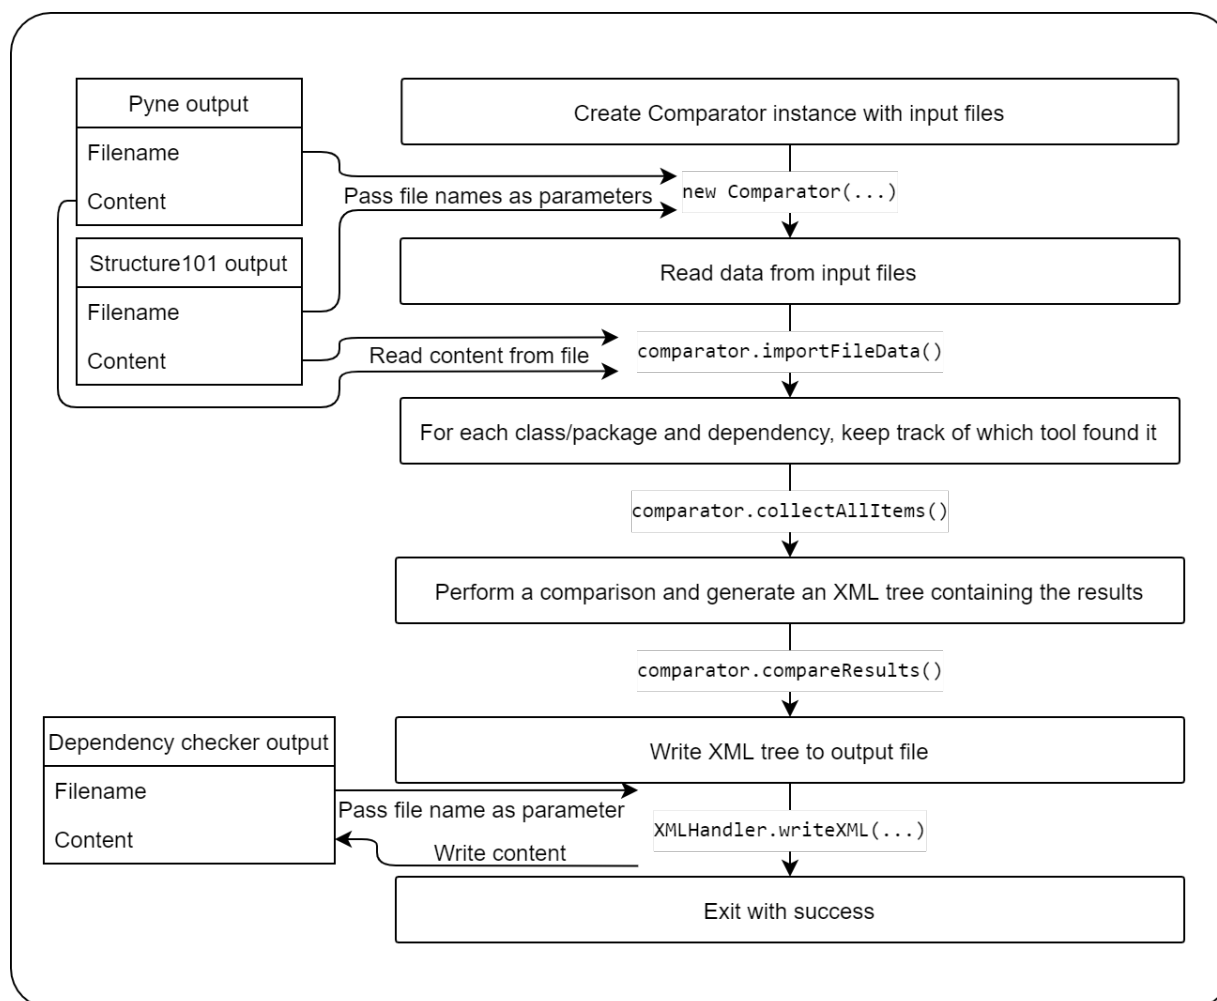 Pyne output
Filename
Content
Create Comparator instance with input files
Pass file names as parameters
new Comparator(...)
Structure101 output
Filename
Content
Read data from input files
Read content from file
comparator.importFileData()
For each class/package and dependency, keep track of which tool found it
comparator.collectAllItems()
Perform a comparison and generate an XML tree containing the results
comparator.compareResults()
Dependency checker output
Filename
Content
Write XML tree to output file
Pass file name as parameter
XMLHandler.writeXML(...)
Write content
Exit with success